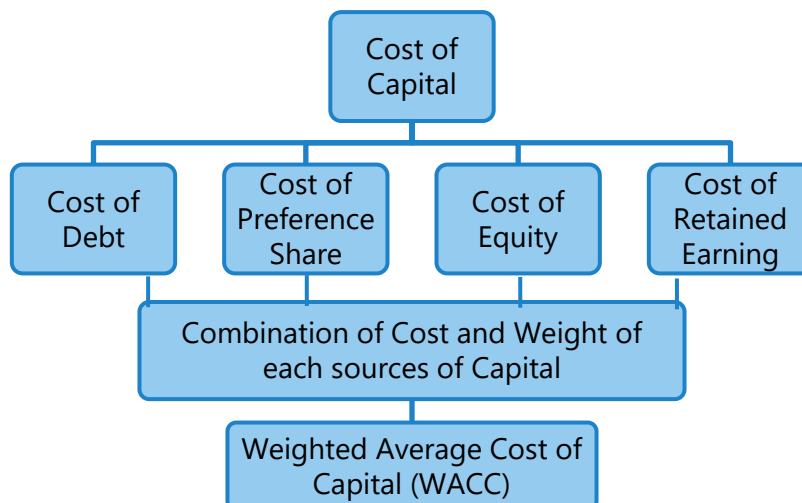 Cost of
Capital
Cost of
Debt
Cost of
Preference
Share
Cost of
Equity
Cost of
Retained
Earning
Combination of Cost and Weight of
each sources of Capital
Weighted Average Cost of
Capital (WACC)